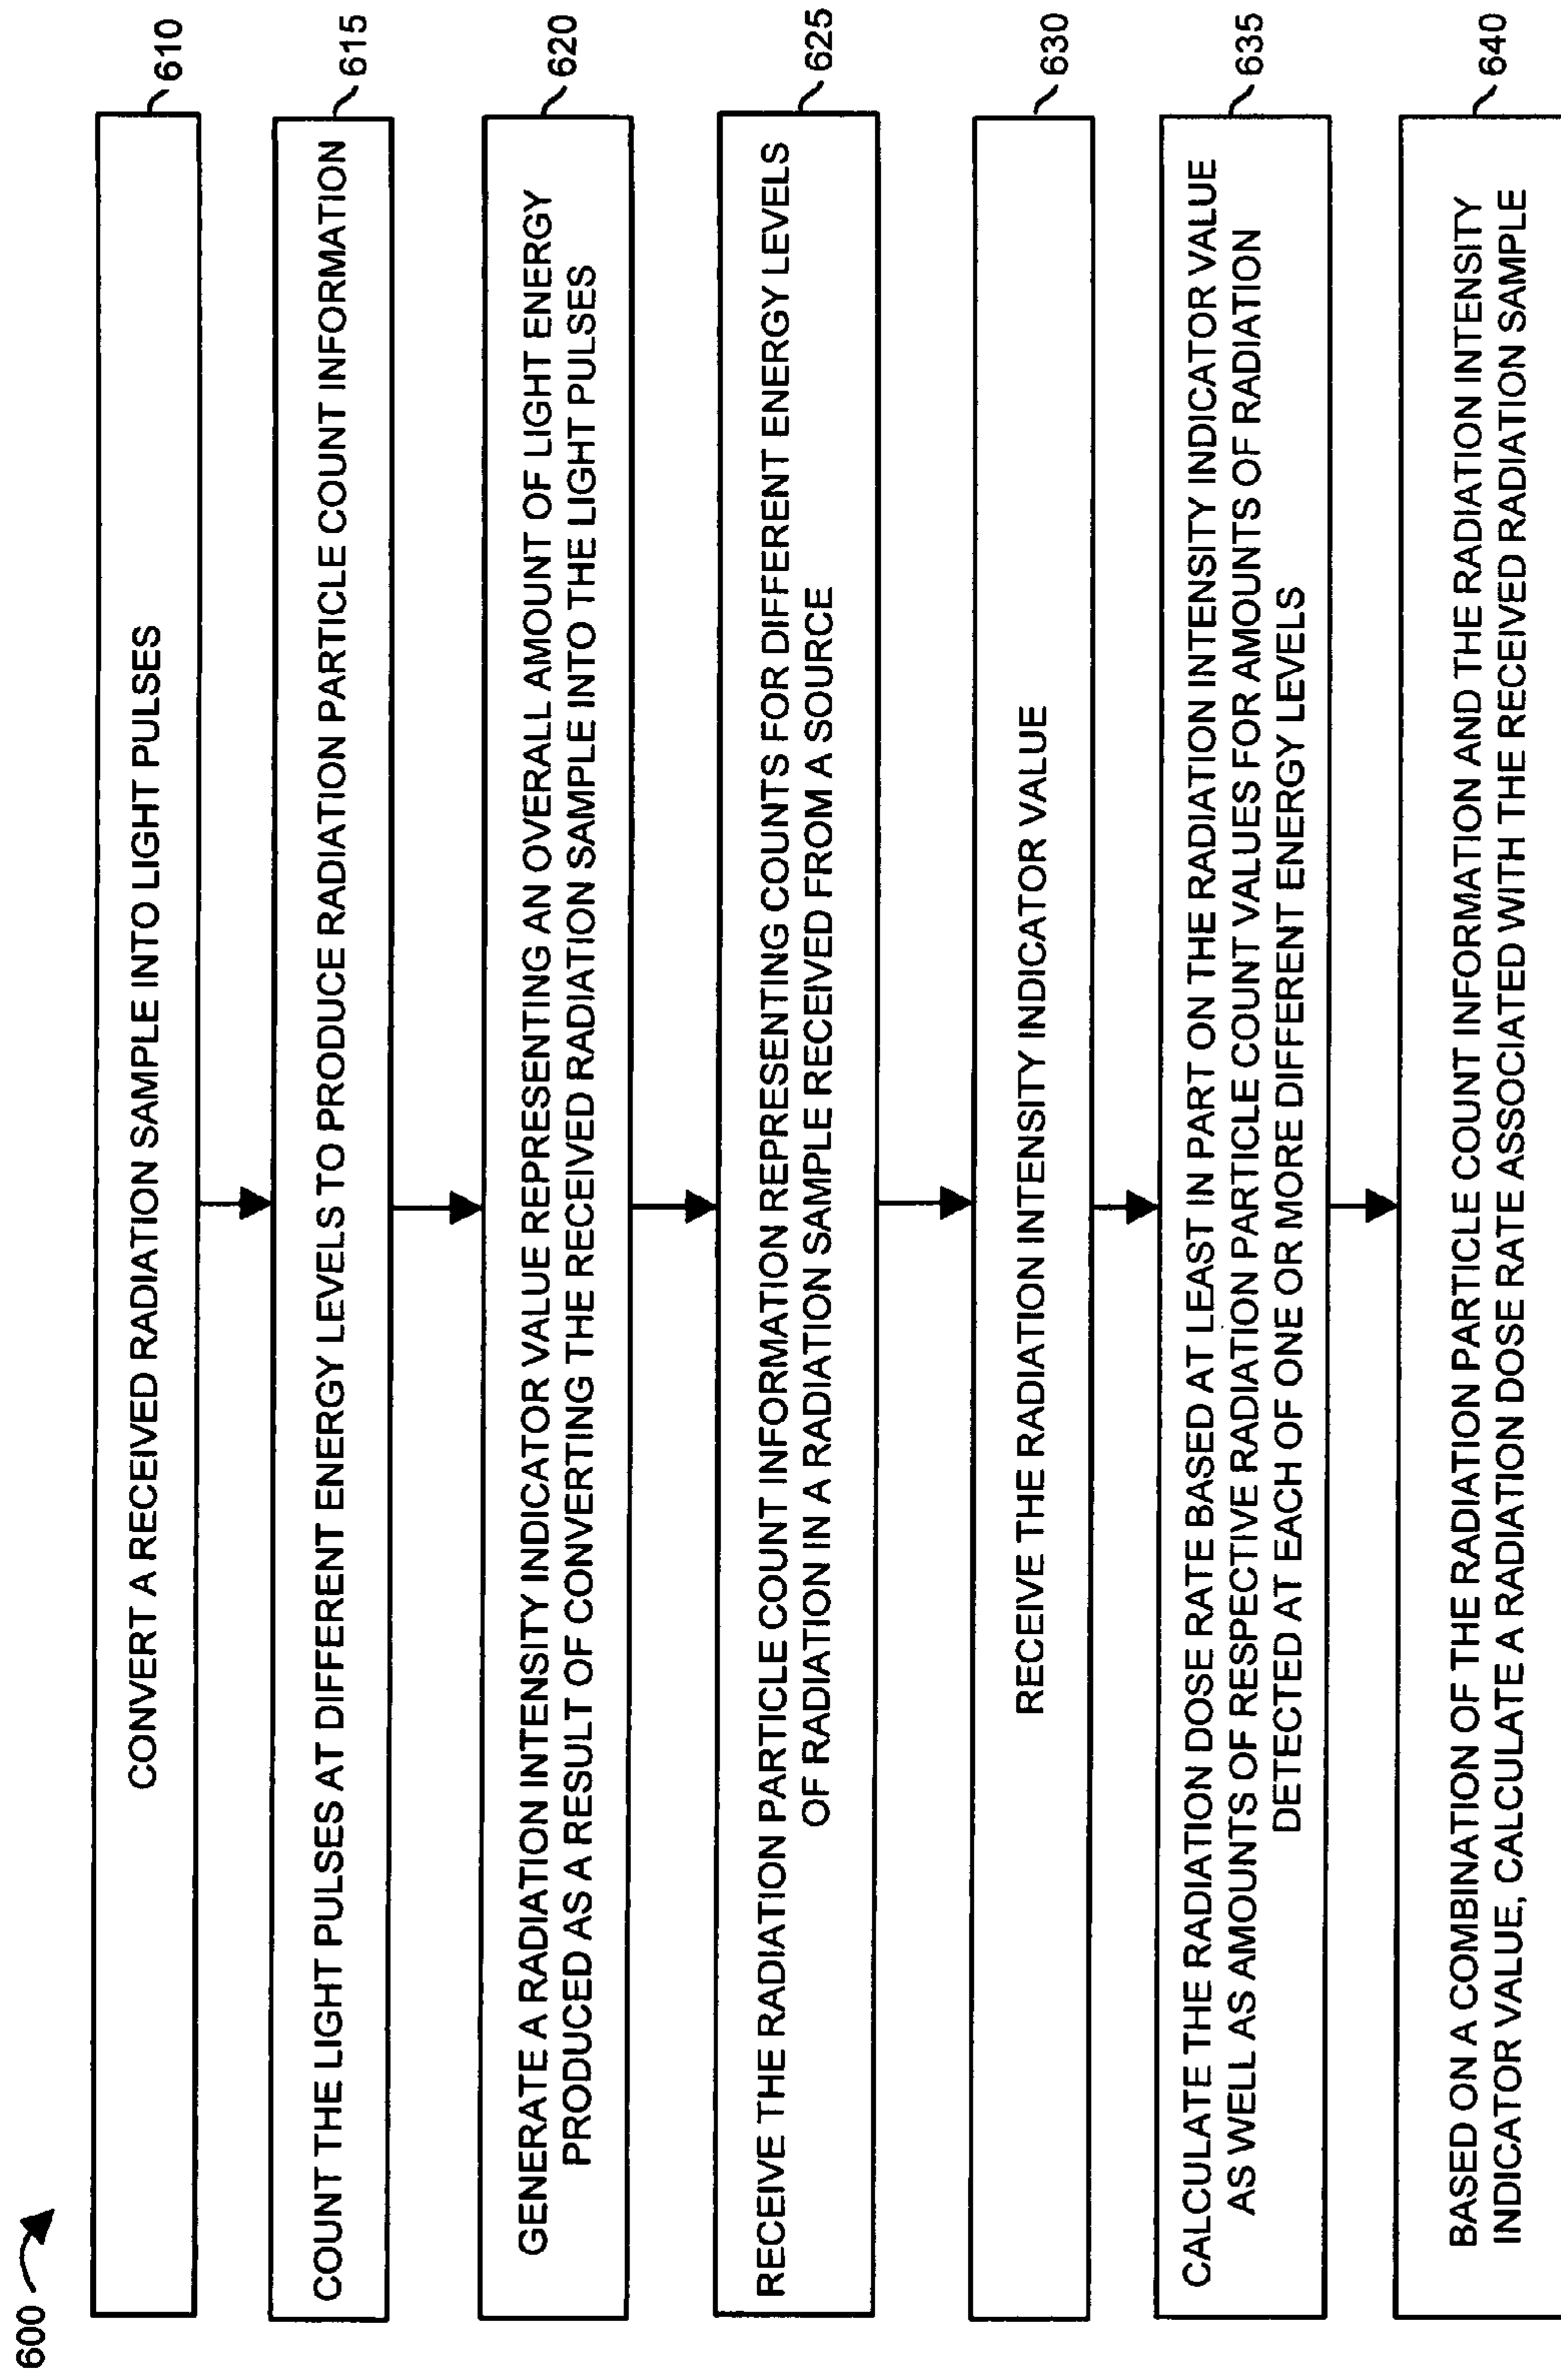 600
610
CONVERT A RECEIVED RADIATION SAMPLE INTO LIGHT PULSES
615
COUNT THE LIGHT PULSES AT DIFFERENT ENERGY LEVELS TO PRODUCE RADIATION PARTICLE COUNT INFORMATION
620
GENERATE A RADIATION INTENSITY INDICATOR VALUE REPRESENTING AN OVERALL AMOUNT OF LIGHT ENERGY
PRODUCED AS A RESULT OF CONVERTING THE RECEIVED RADIATION SAMPLE INTO THE LIGHT PULSES
625
RECEIVE THE RADIATION PARTICLE COUNT INFORMATION REPRESENTING COUNTS FOR DIFFERENT ENERGY LEVELS
OF RADIATION IN A RADIATION SAMPLE RECEIVED FROM A SOURCE
630
RECEIVE THE RADIATION INTENSITY INDICATOR VALUE
635
CALCULATE THE RADIATION DOSE RATE BASED AT LEAST IN PART ON THE RADIATION INTENSITY INDICATOR VALUE
AS WELL AS AMOUNTS OF RESPECTIVE RADIATION PARTICLE COUNT VALUES FOR AMOUNTS OF RADIATION
DETECTED AT EACH OF ONE OR MORE DIFFERENT ENERGY LEVELS
640
BASED ON A COMBINATION OF THE RADIATION PARTICLE COUNT INFORMATION AND THE RADIATION INTENSITY
INDICATOR VALUE, CALCULATE A RADIATION DOSE RATE ASSOCIATED WITH THE RECEIVED RADIATION SAMPLE